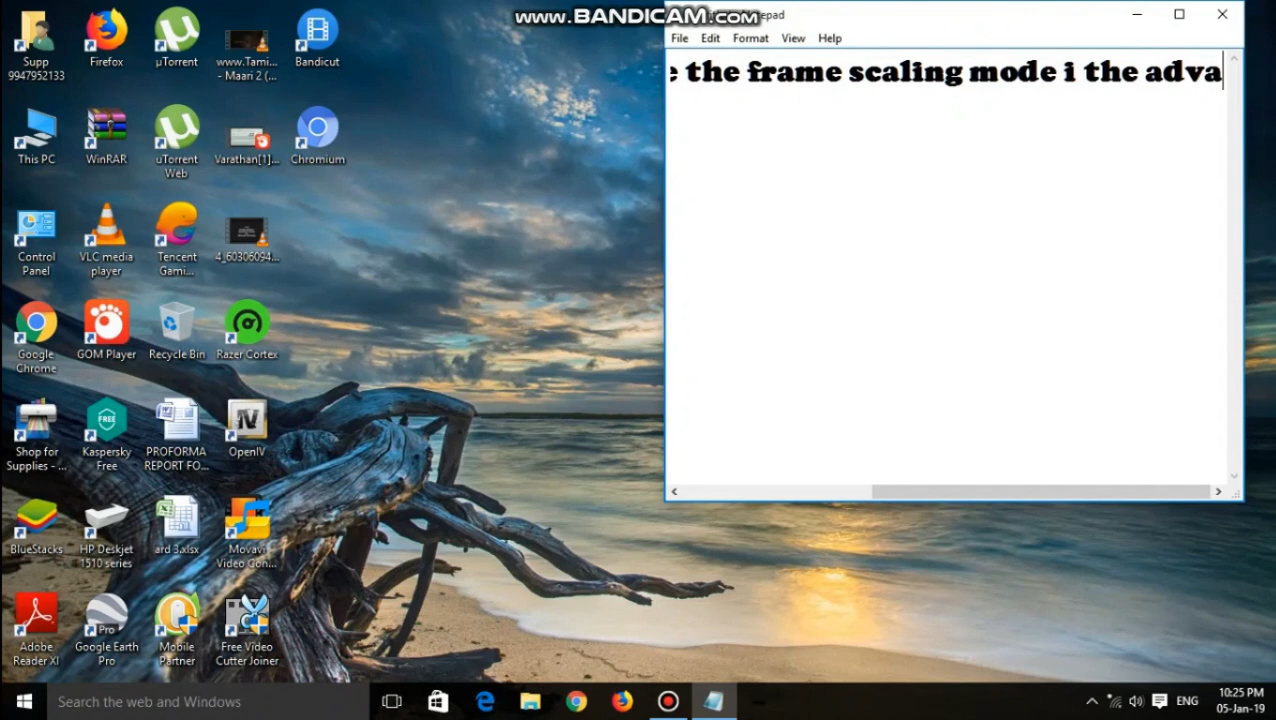 www.BANDICAM.com
File Edit Format View Help
the frame scaling mode i the adva
Supp
9947952133
Firefox
µTorrent
www.Tami...
- Maari 2 (...
Bandicut
This PC
WinRAR
uTorrent
Web
Varathan[1]...
Chromium
Control
Panel
VLC media
player
Tencent
Gami...
4_60306094...
Google
Chrome
GOM Player
Recycle Bin
Razer Cortex
Shop for
Supplies - ...
FREE
Kaspersky
Free
PROFORMA
REPORT FO...
OpenIV
BlueStacks
HP Deskjet
1510 series
ard 3.xlsx
Movavi
Video Con...
Adobe
Reader XI
Pro
Google Earth
Pro
Mobile
Partner
Free Video
Cutter Joiner
Search the web and Windows
ENG
10:25 PM
05-Jan-19